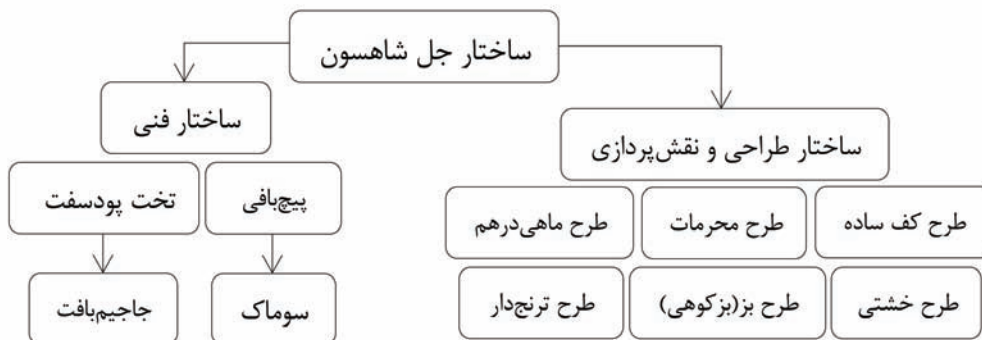 ساختار جل شاهسون
ساختار فنی
ساختار طراحی و نقش‌پردازی
پیچ‌بافی
تخت پودسفت
طرح کف ساده
طرح محرمات
طرح ماهی‌درهم
سوماک
جاجیم‌بافت
طرح خشتی
طرح بز(بزکوهی)
طرح ترنج‌دار